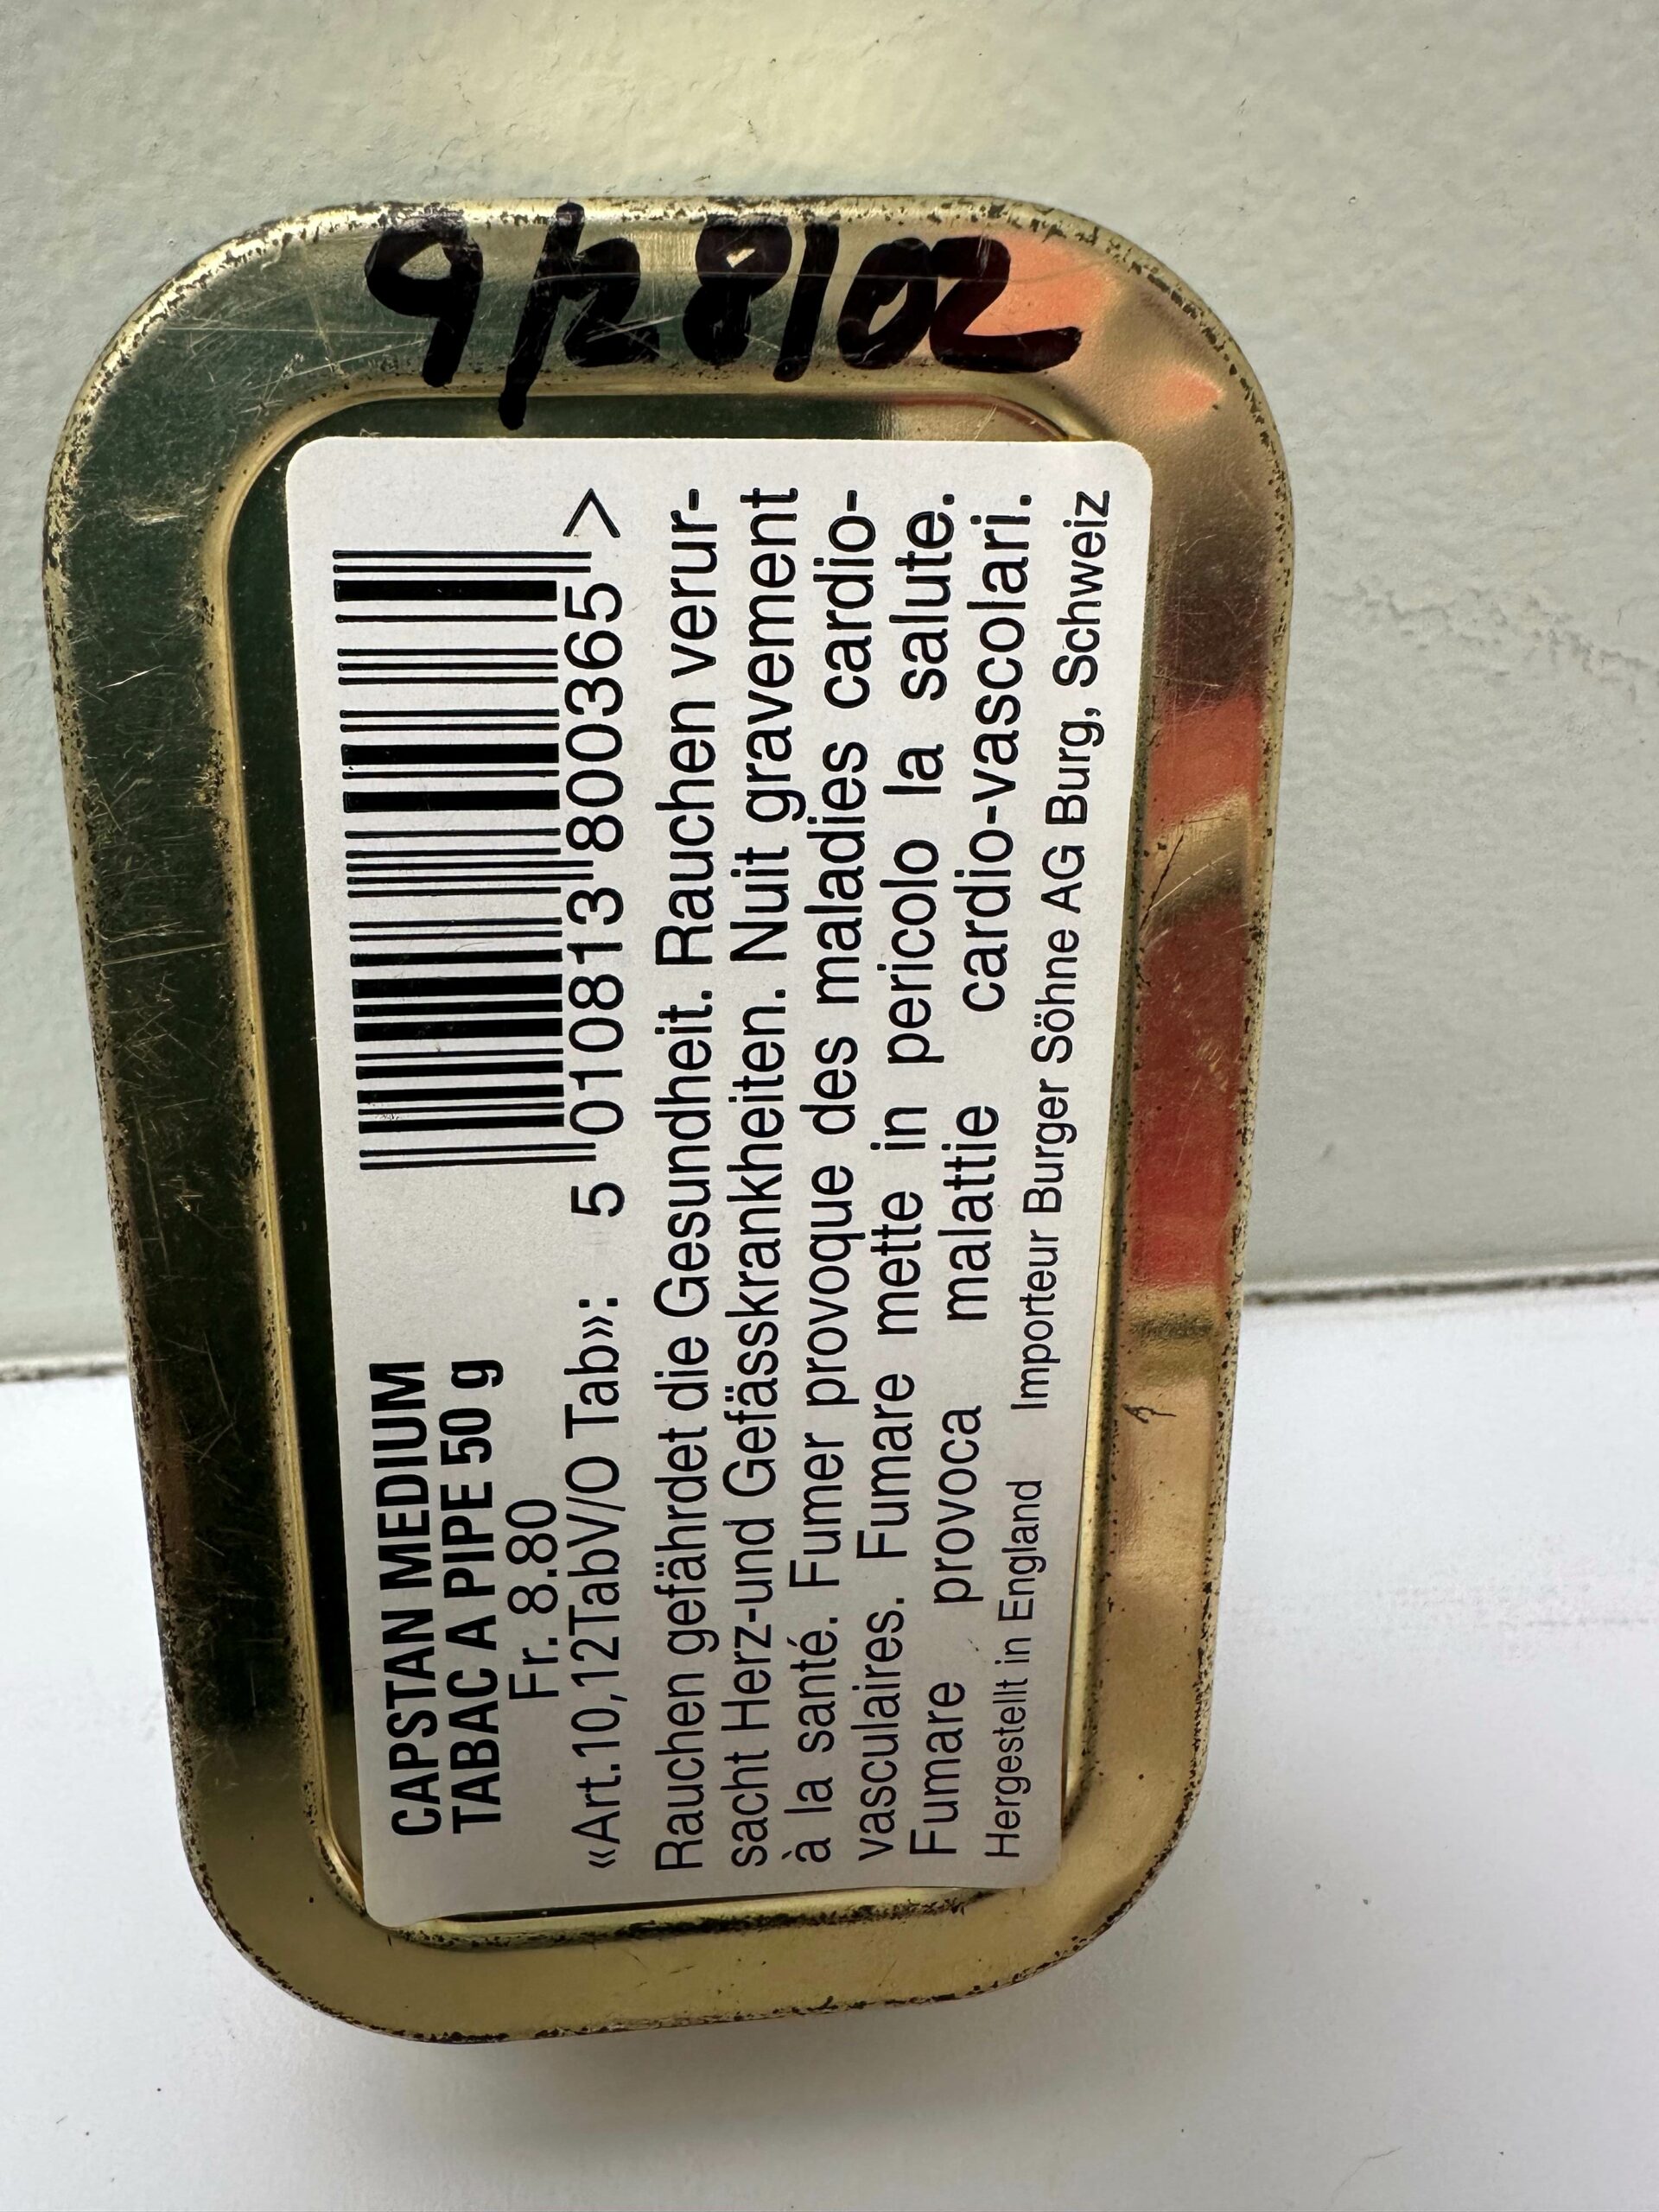 9/28/02
CAPSTAN MEDIUM
TABAC A PIPE 50 g
Fr. 8.80
«Art.10,12TabV/O Tab»:
5 010813 800365 >
Rauchen gefährdet die Gesundheit. Rauchen verur-
sacht Herz-und Gefässkrankheiten. Nuit gravement
à la santé. Fumer provoque des maladies cardio-
vasculaires. Fumare mette in pericolo la salute.
Fumare provoca malattie cardio-vascolari.
Hergestellt in England Importeur Burger Söhne AG Burg, Schweiz